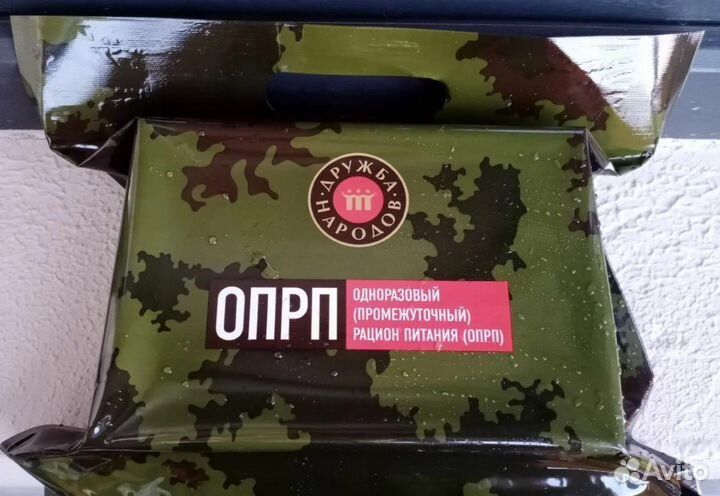 ДРУЖБА
НАРОДОВ
ОПРП
ОДНОРАЗОВЫЙ
(ПРОМЕЖУТОЧНЫЙ)
РАЦИОН ПИТАНИЯ (ОПРП)
Avito